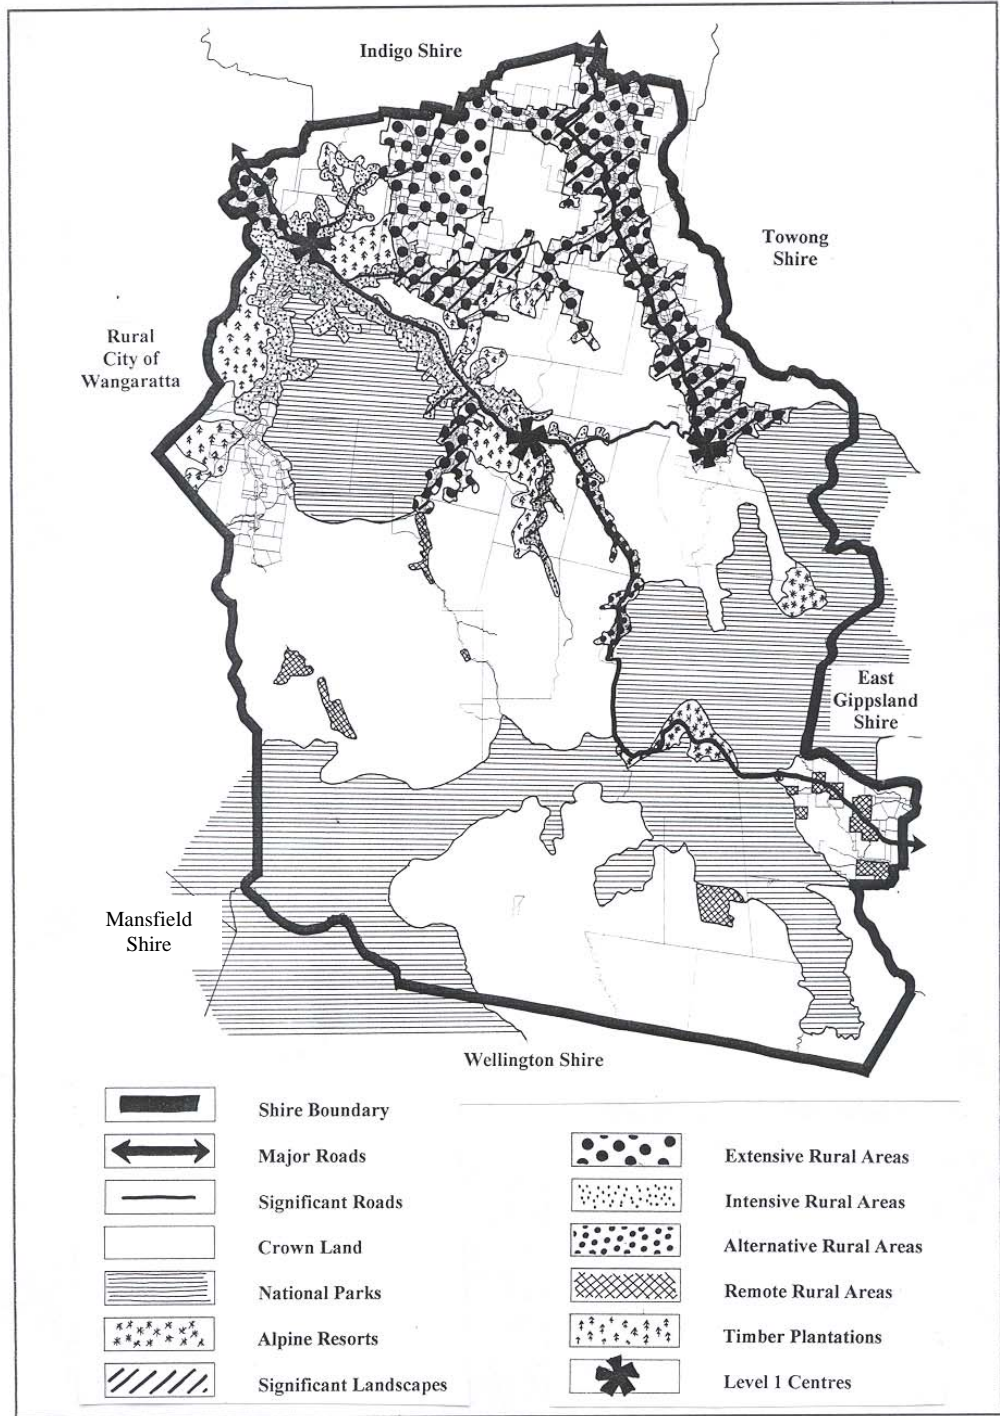 Indigo Shire
Towong
Shire
Rural
City of
Wangaratta
East
Gippsland
Shire
Mansfield
Shire
Wellington Shire
Shire Boundary
Major Roads
Significant Roads
Crown Land
National Parks
Alpine Resorts
Significant Landscapes
Extensive Rural Areas
Intensive Rural Areas
Alternative Rural Areas
Remote Rural Areas
Timber Plantations
Level 1 Centres